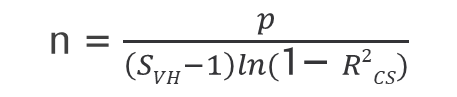 n = p / ((S_VH − 1) ln(1 − R²_CS))